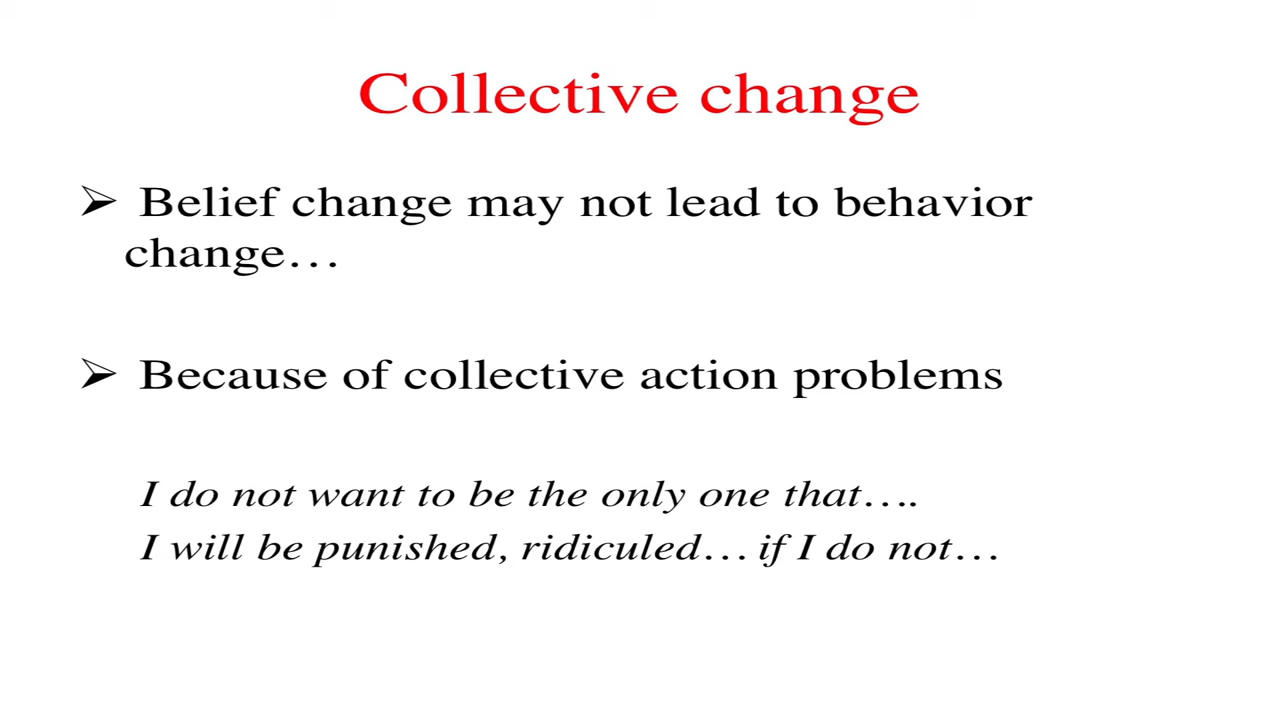 Collective change
➢ Belief change may not lead to behavior
change…
➢ Because of collective action problems
I do not want to be the only one that….
I will be punished, ridiculed… if I do not…